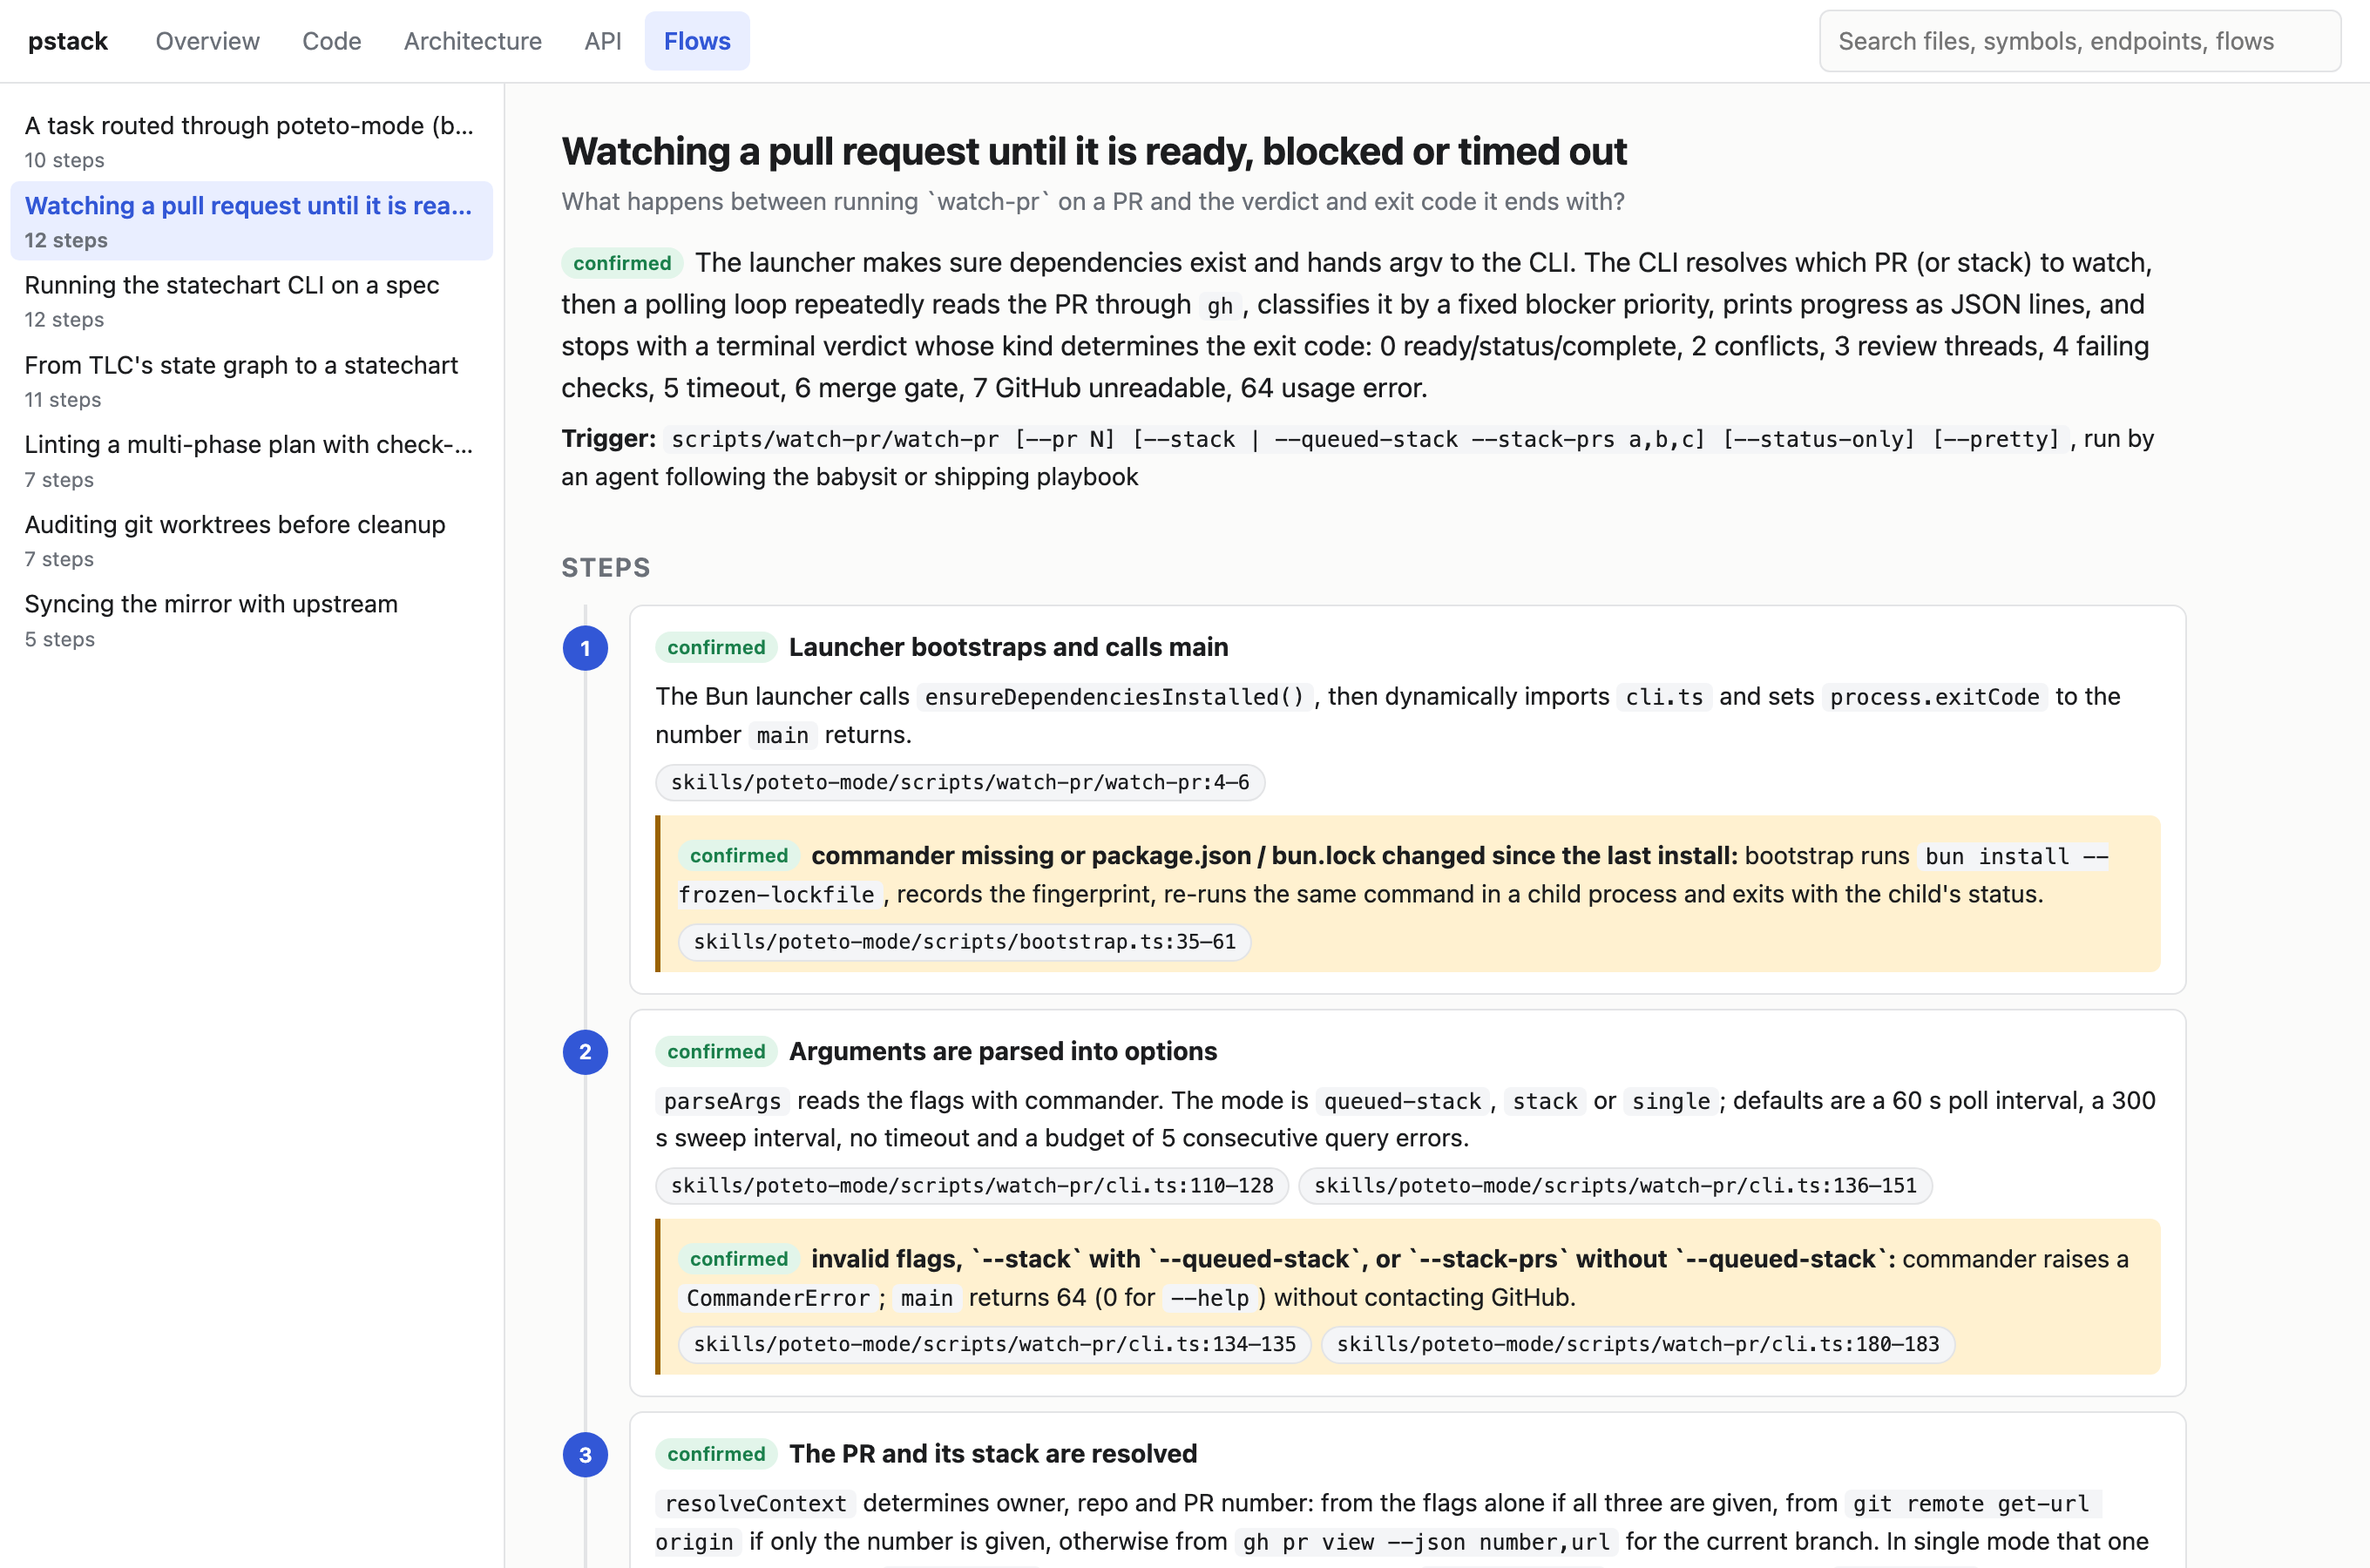 pstack
Overview
Code
Architecture
API
Flows
Search files, symbols, endpoints, flows
A task routed through poteto-mode (b...
10 steps
Watching a pull request until it is rea...
12 steps
Running the statechart CLI on a spec
12 steps
From TLC's state graph to a statechart
11 steps
Linting a multi-phase plan with check-...
7 steps
Auditing git worktrees before cleanup
7 steps
Syncing the mirror with upstream
5 steps
Watching a pull request until it is ready, blocked or timed out
What happens between running `watch-pr` on a PR and the verdict and exit code it ends with?
confirmed The launcher makes sure dependencies exist and hands argv to the CLI. The CLI resolves which PR (or stack) to watch,
then a polling loop repeatedly reads the PR through gh, classifies it by a fixed blocker priority, prints progress as JSON lines, and
stops with a terminal verdict whose kind determines the exit code: 0 ready/status/complete, 2 conflicts, 3 review threads, 4 failing
checks, 5 timeout, 6 merge gate, 7 GitHub unreadable, 64 usage error.
Trigger: scripts/watch-pr/watch-pr [--pr N] [--stack | --queued-stack --stack-prs a,b,c] [--status-only] [--pretty], run by
an agent following the babysit or shipping playbook
STEPS
1
confirmed Launcher bootstraps and calls main
The Bun launcher calls ensureDependenciesInstalled(), then dynamically imports cli.ts and sets process.exitCode to the
number main returns.
skills/poteto-mode/scripts/watch-pr/watch-pr:4–6
confirmed commander missing or package.json / bun.lock changed since the last install: bootstrap runs bun install --
frozen-lockfile, records the fingerprint, re-runs the same command in a child process and exits with the child's status.
skills/poteto-mode/scripts/bootstrap.ts:35–61
2
confirmed Arguments are parsed into options
parseArgs reads the flags with commander. The mode is queued-stack, stack or single; defaults are a 60 s poll interval, a 300
s sweep interval, no timeout and a budget of 5 consecutive query errors.
skills/poteto-mode/scripts/watch-pr/cli.ts:110–128 skills/poteto-mode/scripts/watch-pr/cli.ts:136–151
confirmed invalid flags, `--stack` with `--queued-stack`, or `--stack-prs` without `--queued-stack`: commander raises a
CommanderError; main returns 64 (0 for --help) without contacting GitHub.
skills/poteto-mode/scripts/watch-pr/cli.ts:134–135 skills/poteto-mode/scripts/watch-pr/cli.ts:180–183
3
confirmed The PR and its stack are resolved
resolveContext determines owner, repo and PR number: from the flags alone if all three are given, from git remote get-url
origin if only the number is given, otherwise from gh pr view --json number,url for the current branch. In single mode that one